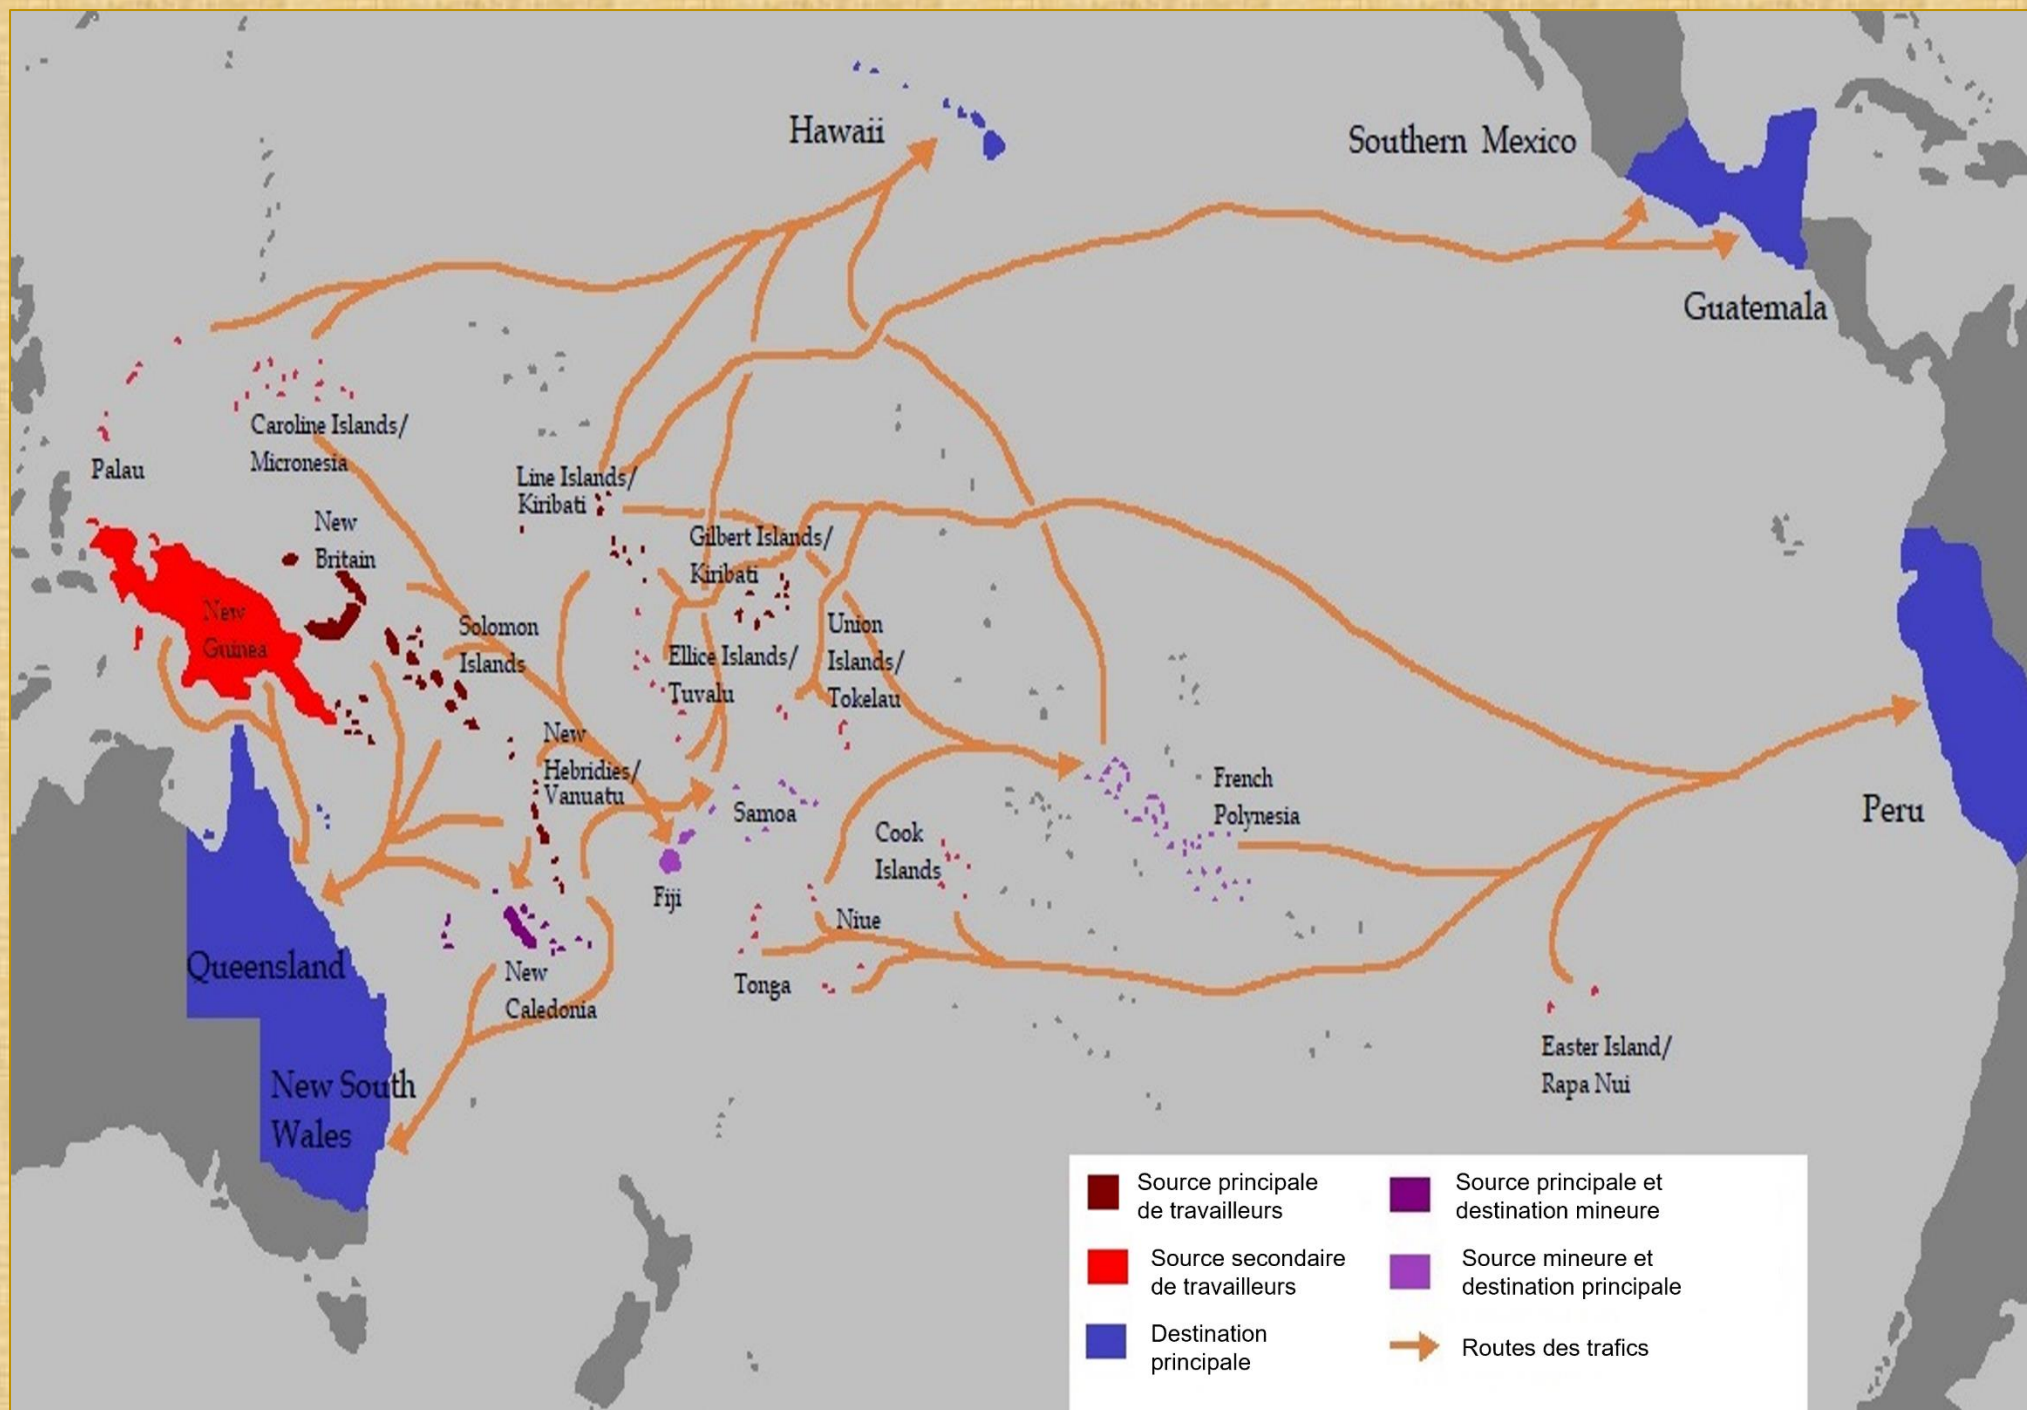 Hawaii
Southern Mexico
Guatemala
Caroline Islands/
Micronesia
Palau
Line Islands/
Kiribati
New
Britain
Gilbert Islands/
Kiribati
New
Guinea
Solomon
Islands
Ellice Islands/
Tuvalu
Union
Islands/
Tokelau
New
Hebridies/
Vanuatu
Samoa
French
Polynesia
Peru
Cook
Islands
Fiji
Niue
Queensland
New
Caledonia
Tonga
Easter Island/
Rapa Nui
New South
Wales
Source principale
de travailleurs
Source secondaire
de travailleurs
Destination
principale
Source principale et
destination mineure
Source mineure et
destination principale
Routes des trafics